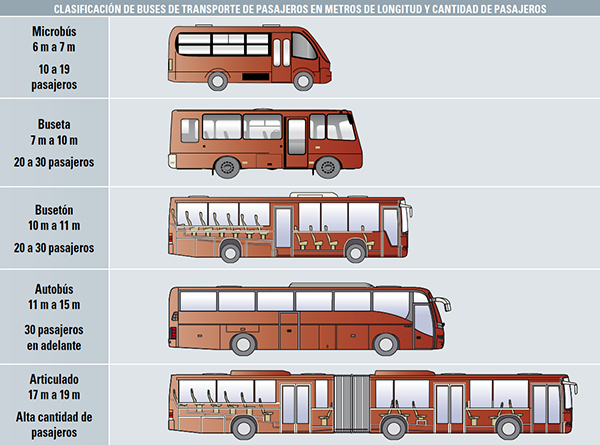 CLASIFICACIÓN DE BUSES DE TRANSPORTE DE PASAJEROS EN METROS DE LONGITUD Y CANTIDAD DE PASAJEROS
Microbús
6 m a 7 m
10 a 19
pasajeros
Buseta
7 m a 10 m
20 a 30 pasajeros
Busetón
10 m a 11 m
20 a 30 pasajeros
Autobús
11 m a 15 m
30 pasajeros
en adelante
Articulado
17 m a 19 m
Alta cantidad de
pasajeros